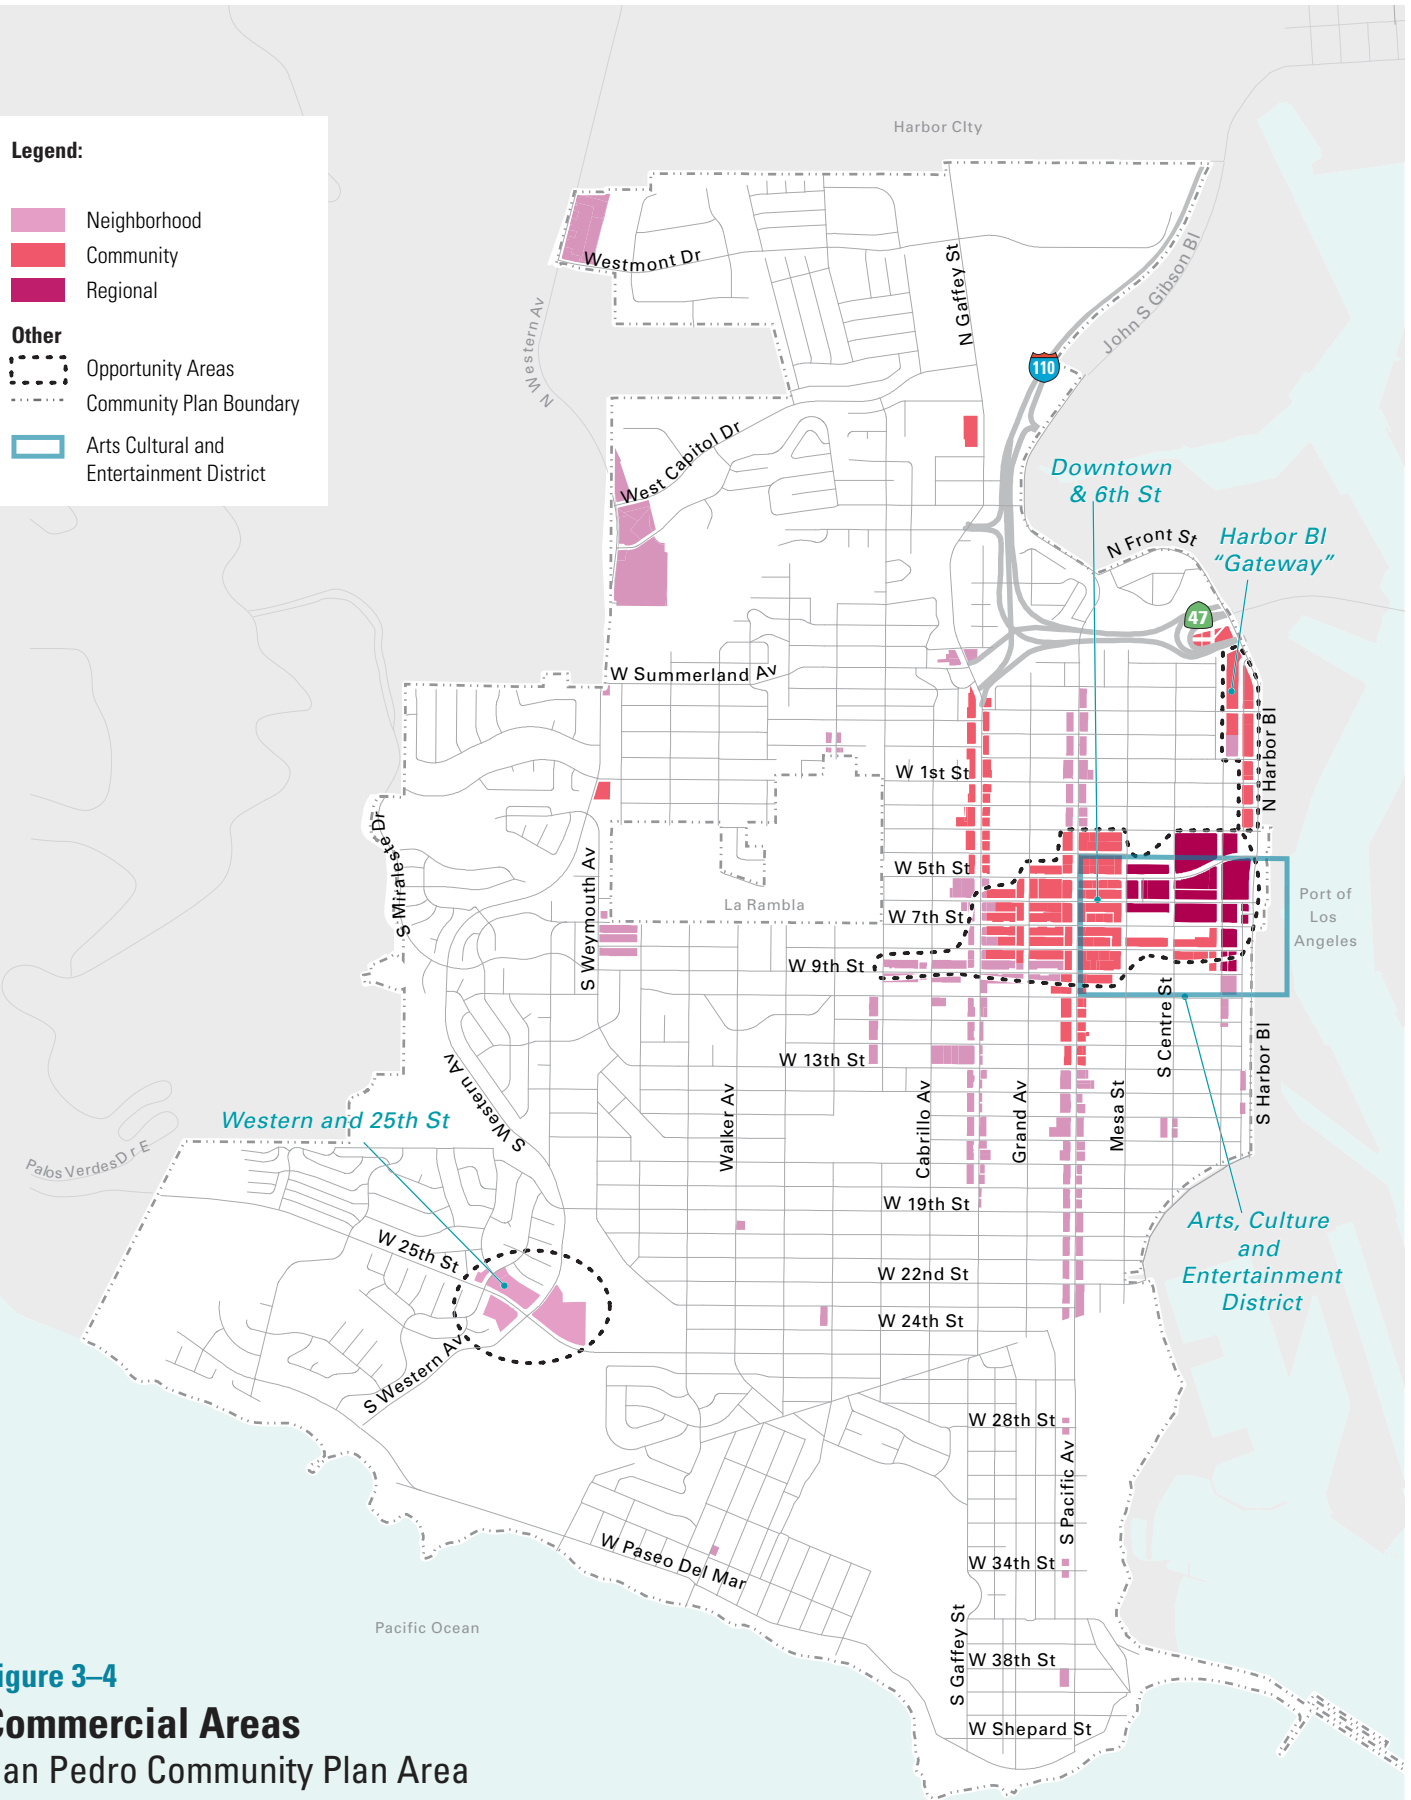 Harbor CIty
Legend:
Neighborhood
Community
Regional
Other
Opportunity Areas
Community Plan Boundary
Arts Cultural and
Entertainment District
Westmont Dr
N Gaffey St
John S Gibson Bl
N Western Av
110
West Capitol Dr
Downtown
& 6th St
N Front St
Harbor Bl
“Gateway”
47
W Summerland Av
N Harbor Bl
W 1st St
S Miraleste Dr
S Weymouth Av
W 5th St
La Rambla
W 7th St
Port of
Los
Angeles
W 9th St
S Centre St
W 13th St
S Harbor Bl
S Western Av
Walker Av
Cabrillo Av
Grand Av
Mesa St
Western and 25th St
Palos Verdes Dr E
W 19th St
Arts, Culture
and
Entertainment
District
W 25th St
W 22nd St
W 24th St
S Western Av
W 28th St
S Pacific Av
W Paseo Del Mar
W 34th St
Pacific Ocean
S Gaffey St
W 38th St
W Shepard St
igure 3–4
Commercial Areas
an Pedro Community Plan Area